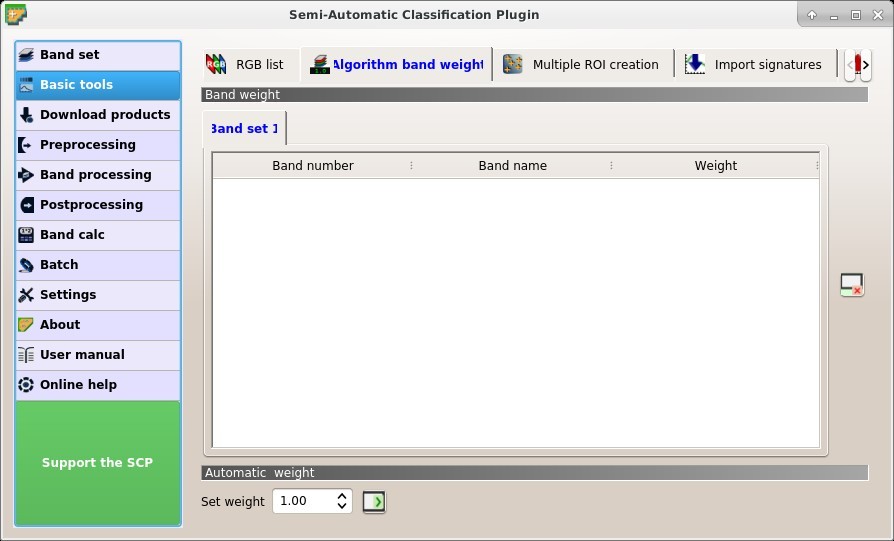 Semi-Automatic Classification Plugin
Band set
Basic tools
Download products
Preprocessing
Band processing
Postprocessing
Band calc
Batch
Settings
About
User manual
Online help
Support the SCP
RGB list
Algorithm band weight
Multiple ROI creation
Import signatures
Band weight
Band set 1
Band number
Band name
Weight
Automatic weight
Set weight 1.00